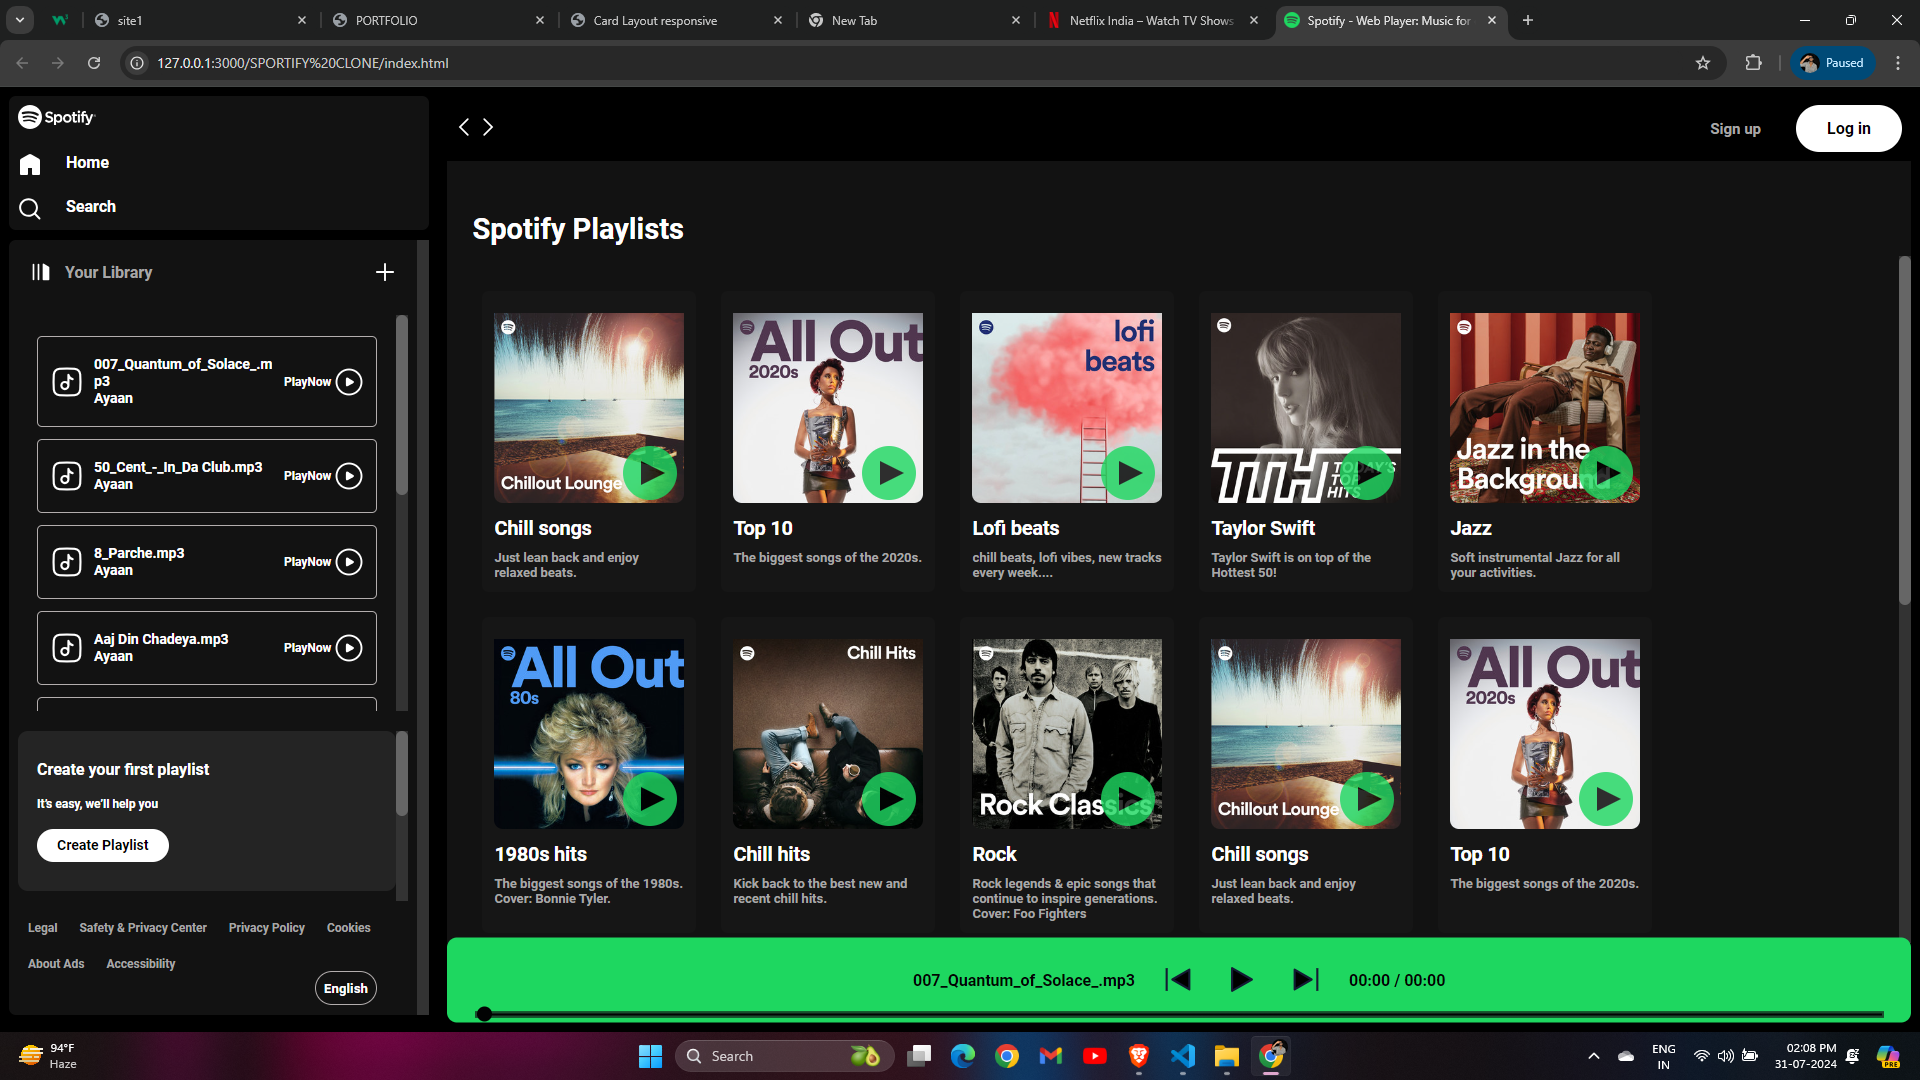 site1
PORTFOLIO
Card Layout responsive
New Tab
Netflix India – Watch TV Shows
Spotify - Web Player: Music for
127.0.0.1:3000/SPORTIFY%20CLONE/index.html
Paused
Spotify
Home
Search
Sign up
Log in
Your Library
007_Quantum_of_Solace_.m
p3
Ayaan
PlayNow
50_Cent_-_In_Da Club.mp3
Ayaan
PlayNow
8_Parche.mp3
Ayaan
PlayNow
Aaj Din Chadeya.mp3
Ayaan
PlayNow
Create your first playlist
It's easy, we'll help you
Create Playlist
Legal
Safety & Privacy Center
Privacy Policy
Cookies
About Ads
Accessibility
English
Spotify Playlists
Chillout Lounge
Chill songs
Just lean back and enjoy
relaxed beats.
All Out
2020s
Top 10
The biggest songs of the 2020s.
lofi
beats
Lofi beats
chill beats, lofi vibes, new tracks
every week....
TTH TODAY'S
TOP
HITS
Taylor Swift
Taylor Swift is on top of the
Hottest 50!
Jazz in the
Background
Jazz
Soft instrumental Jazz for all
your activities.
All Out
80s
1980s hits
The biggest songs of the 1980s.
Cover: Bonnie Tyler.
Chill Hits
Chill hits
Kick back to the best new and
recent chill hits.
Rock Classics
Rock
Rock legends & epic songs that
continue to inspire generations.
Cover: Foo Fighters
Chillout Lounge
Chill songs
Just lean back and enjoy
relaxed beats.
All Out
2020s
Top 10
The biggest songs of the 2020s.
007_Quantum_of_Solace_.mp3
00:00 / 00:00
94°F
Haze
Search
ENG
IN
02:08 PM
31-07-2024
PRE